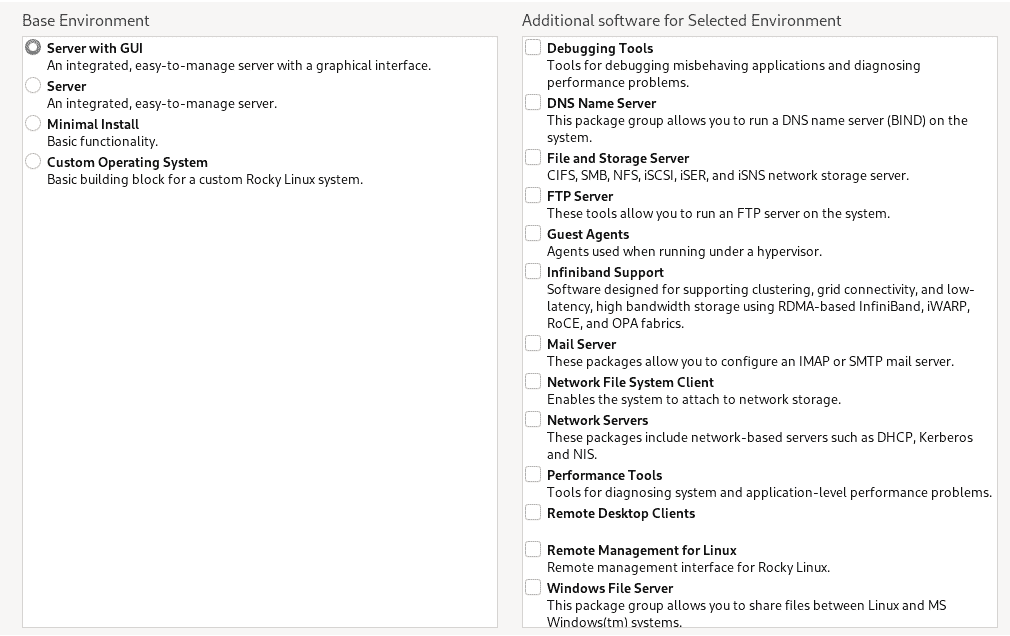 Base Environment
Server with GUI
An integrated, easy-to-manage server with a graphical interface.
Server
An integrated, easy-to-manage server.
Minimal Install
Basic functionality.
Custom Operating System
Basic building block for a custom Rocky Linux system.
Additional software for Selected Environment
Debugging Tools
Tools for debugging misbehaving applications and diagnosing
performance problems.
DNS Name Server
This package group allows you to run a DNS name server (BIND) on the
system.
File and Storage Server
CIFS, SMB, NFS, iSCSI, iSER, and iSNS network storage server.
FTP Server
These tools allow you to run an FTP server on the system.
Guest Agents
Agents used when running under a hypervisor.
Infiniband Support
Software designed for supporting clustering, grid connectivity, and low-
latency, high bandwidth storage using RDMA-based InfiniBand, iWARP,
RoCE, and OPA fabrics.
Mail Server
These packages allow you to configure an IMAP or SMTP mail server.
Network File System Client
Enables the system to attach to network storage.
Network Servers
These packages include network-based servers such as DHCP, Kerberos
and NIS.
Performance Tools
Tools for diagnosing system and application-level performance problems.
Remote Desktop Clients
Remote Management for Linux
Remote management interface for Rocky Linux.
Windows File Server
This package group allows you to share files between Linux and MS
Windows(tm) systems.